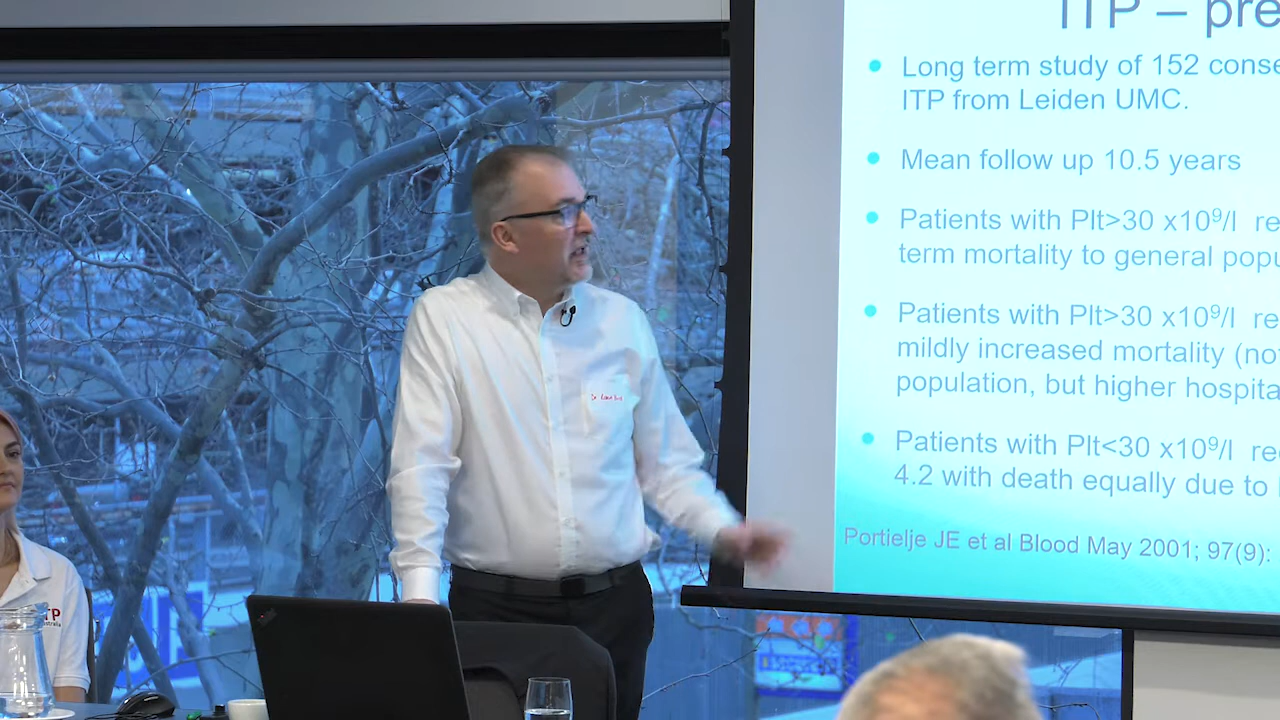 ITP – pre
Long term study of 152 conse
ITP from Leiden UMC.
Mean follow up 10.5 years
Patients with Plt>30 x10⁹/l re
term mortality to general popu
Patients with Plt>30 x10⁹/l re
mildly increased mortality (not
population, but higher hospita
Patients with Plt<30 x10⁹/l re
4.2 with death equally due to
Portielje JE et al Blood May 2001; 97(9):
ITP